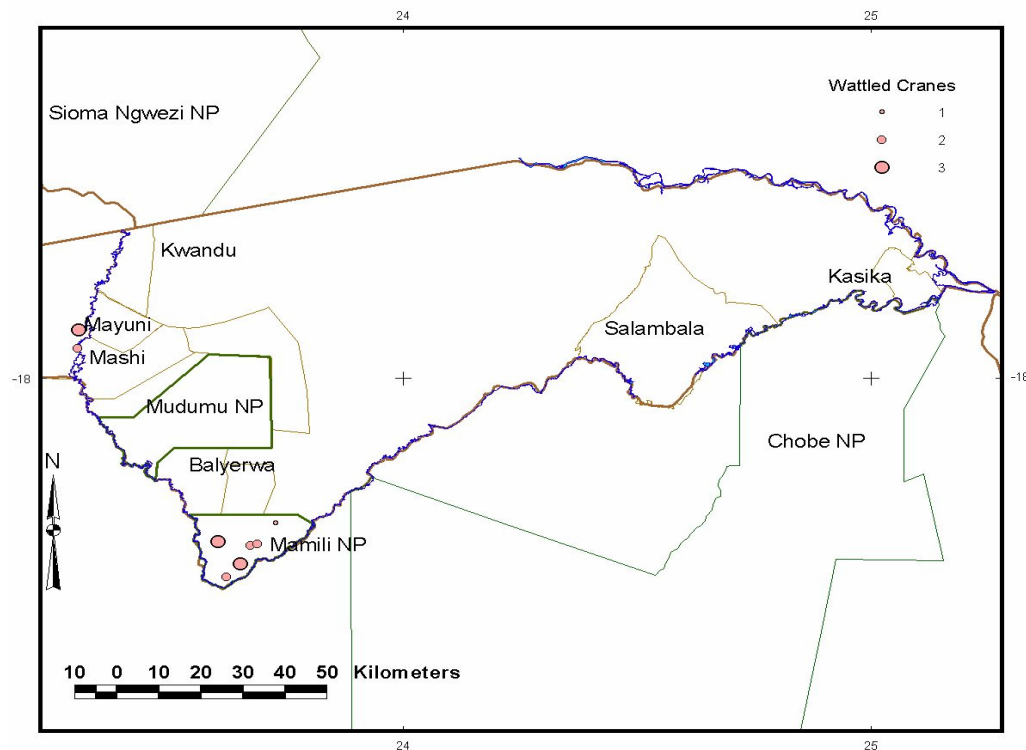 24 25
Sioma Ngwezi NP
Wattled Cranes
1
2
3
Kwandu
Kasika
Mayuni
Salambala
Mashi
-18 -18
Mudumu NP
Chobe NP
N
Balyerwa
Mamili NP
10 0 10 20 30 40 50 Kilometers
24 25